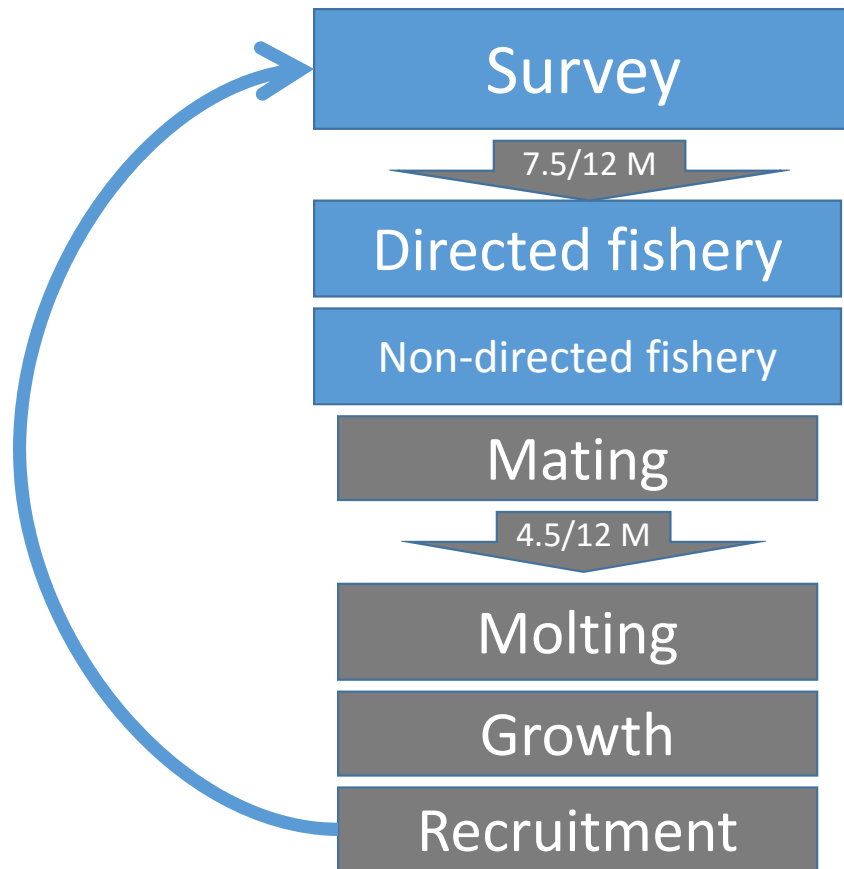 Survey
7.5/12 M
Directed fishery
Non-directed fishery
Mating
4.5/12 M
Molting
Growth
Recruitment